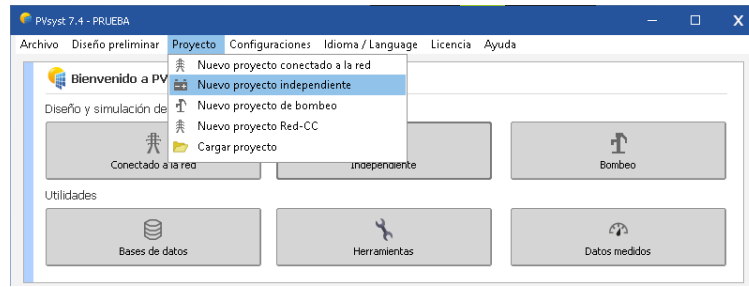 PVsyst 7.4 - PRUEBA
Archivo Diseño preliminar Proyecto Configuraciones Idioma / Language Licencia Ayuda
Nuevo proyecto conectado a la red
Nuevo proyecto independiente
Nuevo proyecto de bombeo
Nuevo proyecto Red-CC
Cargar proyecto
Bienvenido a PV
Diseño y simulación de
Conectado a la red
Independiente
Bombeo
Utilidades
Bases de datos
Herramientas
Datos medidos